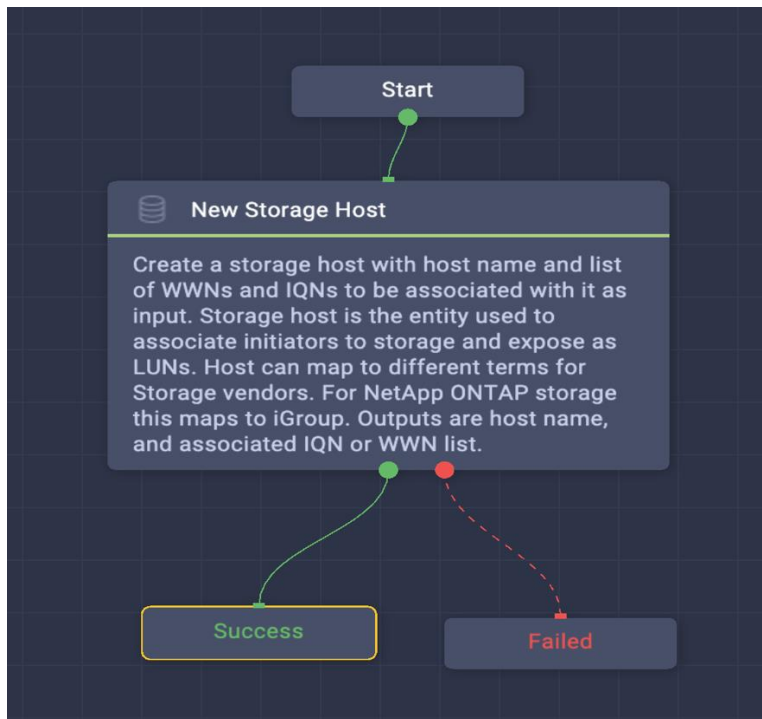 Start
New Storage Host
Create a storage host with host name and list
of WWNs and IQNs to be associated with it as
input. Storage host is the entity used to
associate initiators to storage and expose as
LUNs. Host can map to different terms for
Storage vendors. For NetApp ONTAP storage
this maps to iGroup. Outputs are host name,
and associated IQN or WWN list.
Success
Failed